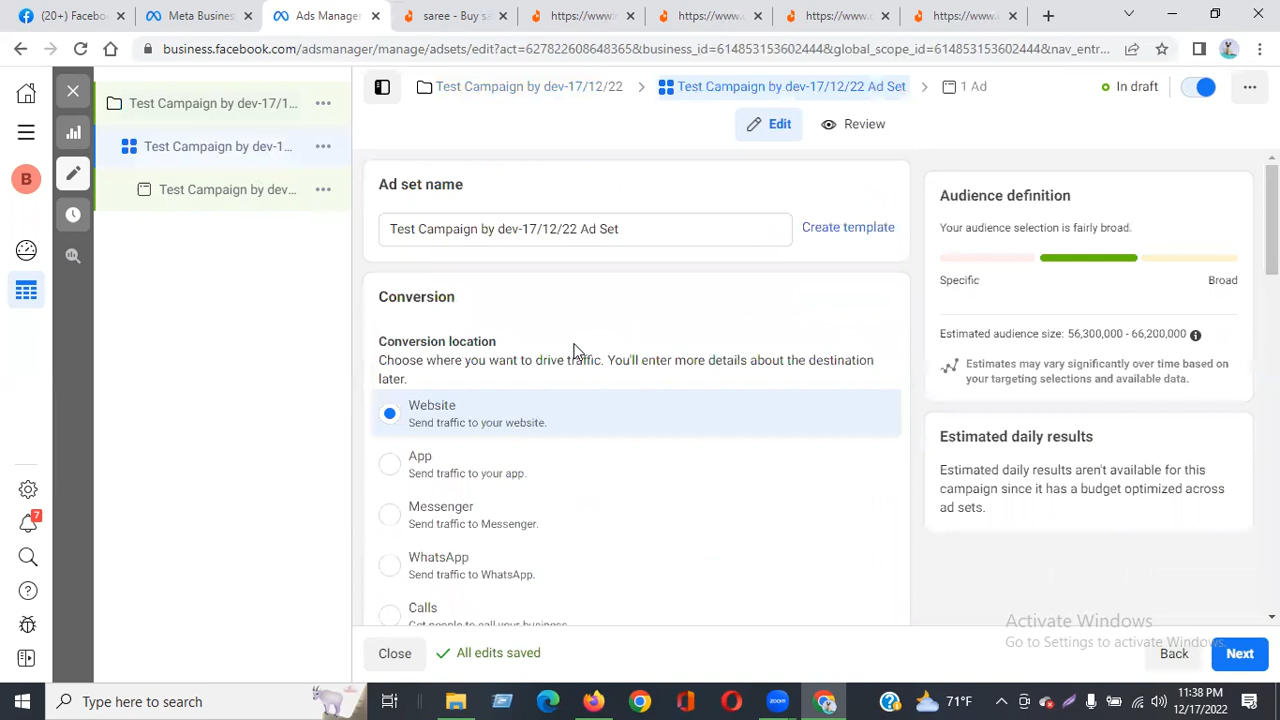 (20+) Facebo
Meta Business
Ads Manager
saree - Buy sa
https://www
https://www.
https://www.
https://www.
business.facebook.com/adsmanager/manage/adsets/edit?act=627822608648365&business_id=614853153602444&global_scope_id=614853153602444&nav_entr...
Test Campaign by dev-17/1...
Test Campaign by dev-1...
Test Campaign by dev...
Test Campaign by dev-17/12/22
Test Campaign by dev-17/12/22 Ad Set
1 Ad
In draft
Edit
Review
Ad set name
Test Campaign by dev-17/12/22 Ad Set
Create template
Conversion
Conversion location
Choose where you want to drive traffic. You'll enter more details about the destination
later.
Website
Send traffic to your website.
App
Send traffic to your app.
Messenger
Send traffic to Messenger.
WhatsApp
Send traffic to WhatsApp.
Calls
Get people to call your business.
Audience definition
Your audience selection is fairly broad.
Specific
Broad
Estimated audience size: 56,300,000 - 66,200,000
Estimates may vary significantly over time based on
your targeting selections and available data.
Estimated daily results
Estimated daily results aren't available for this
campaign since it has a budget optimized across
ad sets.
B
7
Close
All edits saved
Back
Next
Activate Windows
Go to Settings to activate Windows.
Type here to search
71°F
11:38 PM
12/17/2022